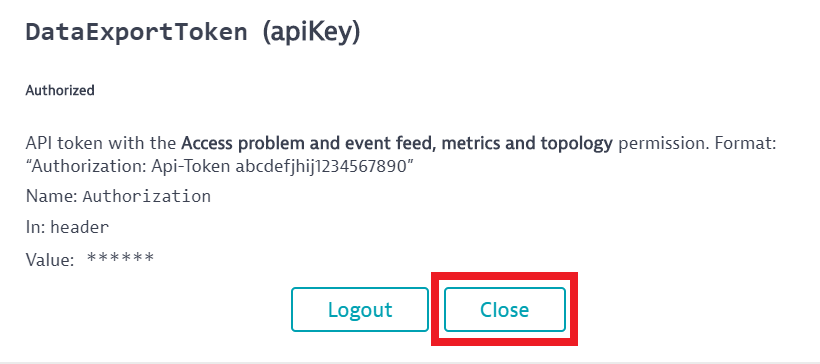 DataExportToken (apiKey)
Authorized
API token with the Access problem and event feed, metrics and topology permission. Format:
“Authorization: Api-Token abcdefjhij1234567890”
Name: Authorization
In: header
Value: ******
Logout Close